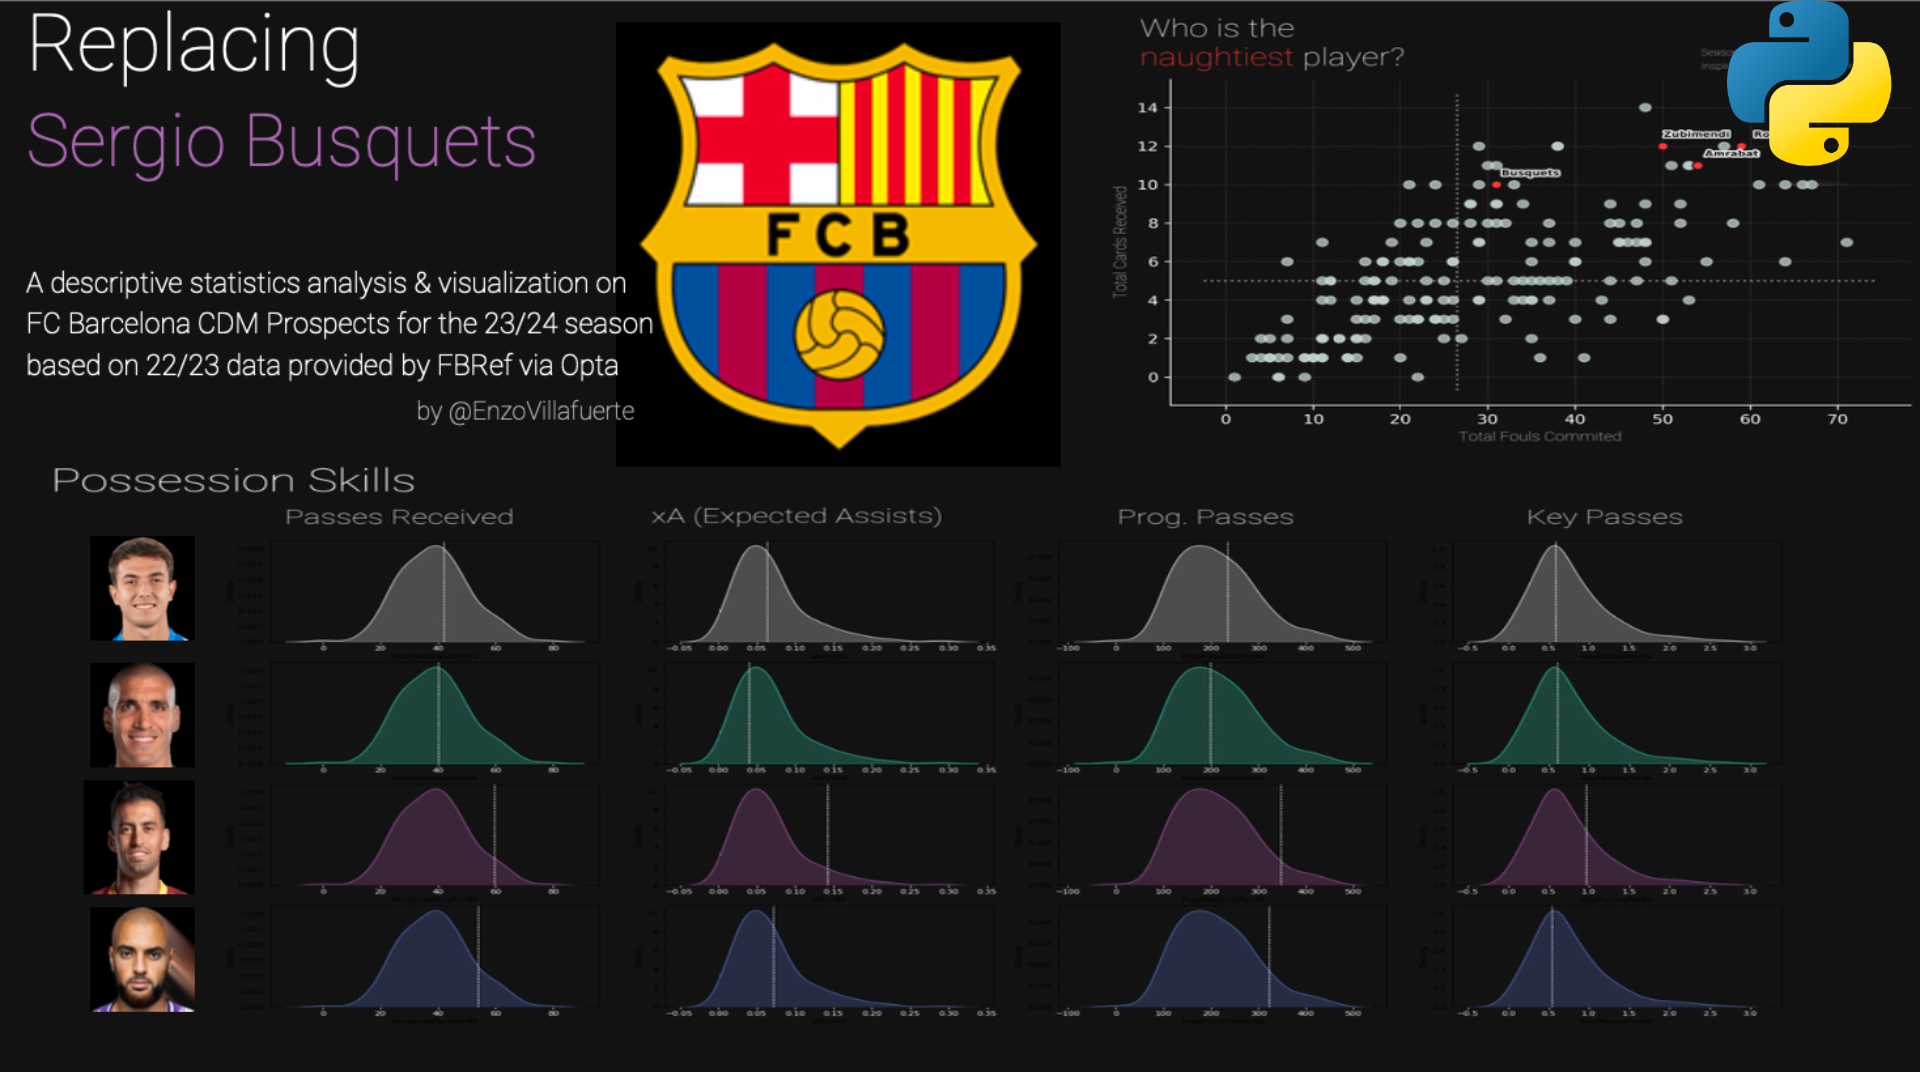 Replacing
Sergio Busquets
A descriptive statistics analysis & visualization on
FC Barcelona CDM Prospects for the 23/24 season
based on 22/23 data provided by FBRef via Opta
by @EnzoVillafuerte
FCB
Who is the
naughtiest player?
Total Cards Received
14
12
10
8
6
4
2
0
Zubimendi
Ro
Amrabat
Busquets
0 10 20 30 40 50 60 70
Total Fouls Commited
Possession Skills
Passes Received
xA (Expected Assists)
Prog. Passes
Key Passes
0 20 40 60 80
-0.05 0.00 0.05 0.10 0.15 0.20 0.25 0.30 0.35
-100 0 100 200 300 400 500
-0.5 0.0 0.5 1.0 1.5 2.0 2.5 3.0
0 20 40 60 80
-0.05 0.00 0.05 0.10 0.15 0.20 0.25 0.30 0.35
-100 0 100 200 300 400 500
-0.5 0.0 0.5 1.0 1.5 2.0 2.5 3.0
0 20 40 60 80
-0.05 0.00 0.05 0.10 0.15 0.20 0.25 0.30 0.35
-100 0 100 200 300 400 500
-0.5 0.0 0.5 1.0 1.5 2.0 2.5 3.0
0 20 40 60 80
-0.05 0.00 0.05 0.10 0.15 0.20 0.25 0.30 0.35
-100 0 100 200 300 400 500
-0.5 0.0 0.5 1.0 1.5 2.0 2.5 3.0